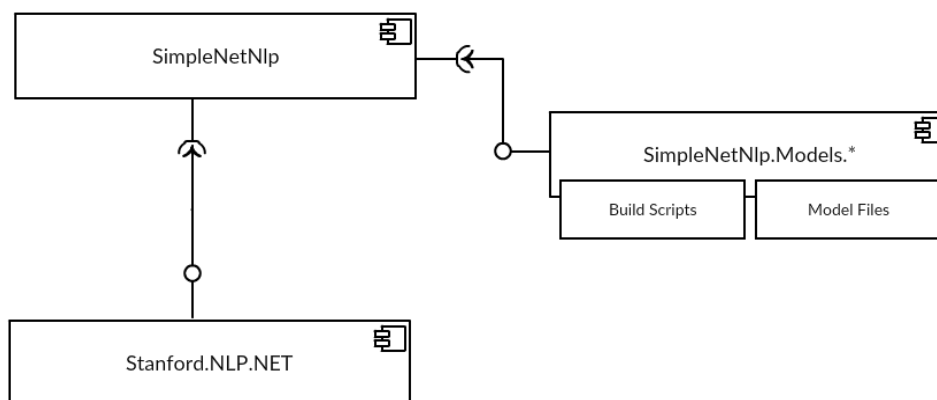 SimpleNetNlp
SimpleNetNlp.Models.*
Build Scripts
Model Files
Stanford.NLP.NET